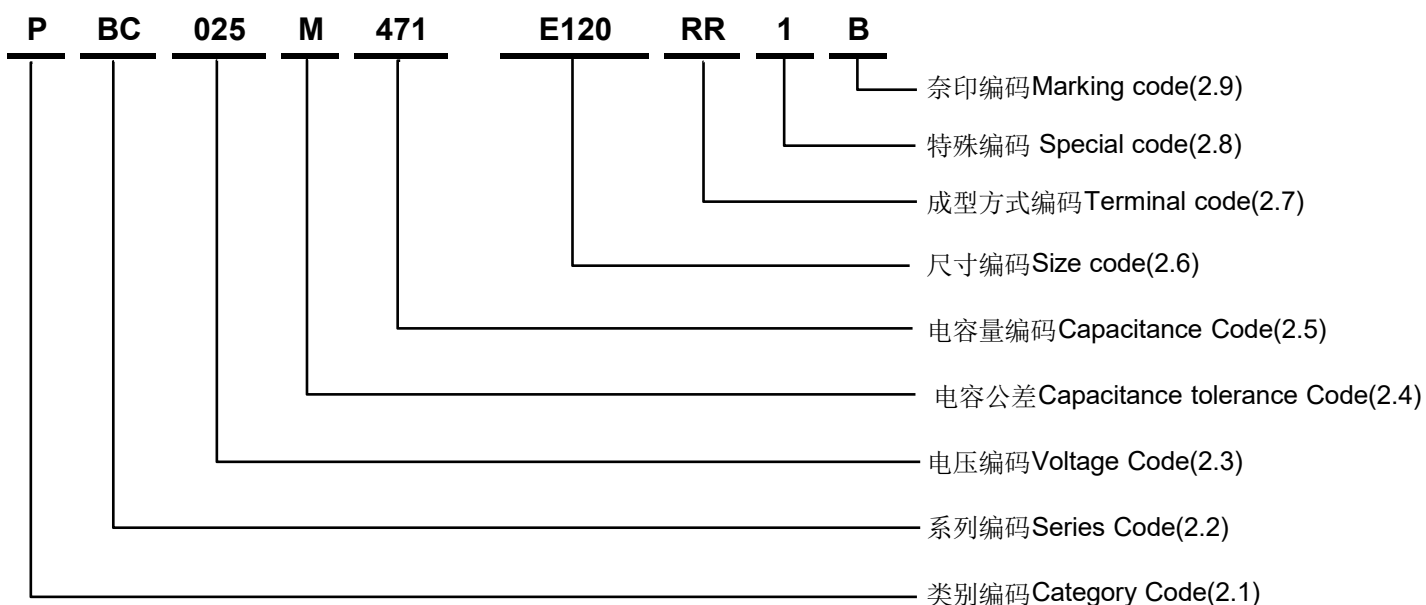 P BC 025 M 471 E120 RR 1 B
奈印编码Marking code(2.9)
特殊编码 Special code(2.8)
成型方式编码Terminal code(2.7)
尺寸编码Size code(2.6)
电容量编码Capacitance Code(2.5)
电容公差Capacitance tolerance Code(2.4)
电压编码Voltage Code(2.3)
系列编码Series Code(2.2)
类别编码Category Code(2.1)